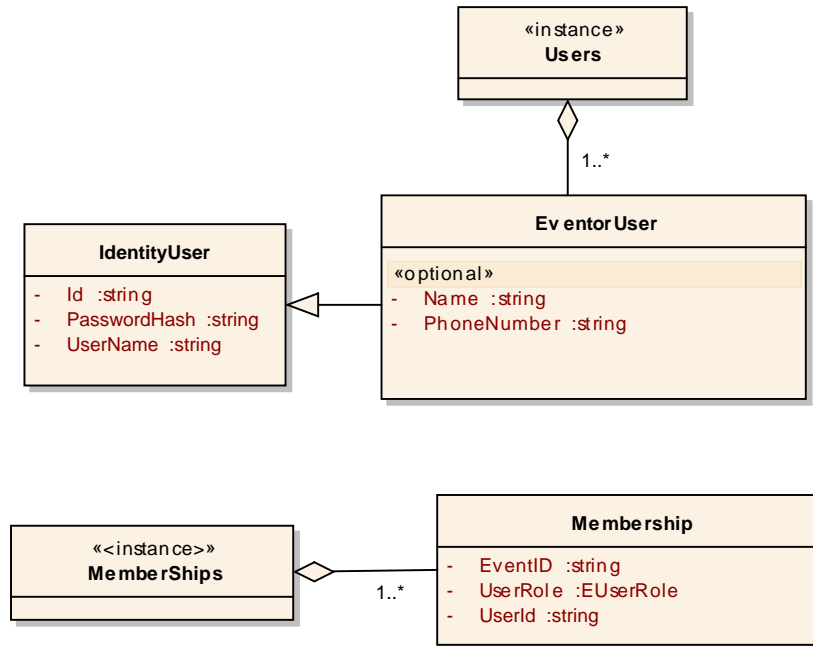 «instance»
Users
1..*
EventorUser
«optional»
- Name :string
- PhoneNumber :string
IdentityUser
- Id :string
- PasswordHash :string
- UserName :string
«<instance>»
MemberShips
1..*
Membership
- EventID :string
- UserRole :EUserRole
- UserId :string